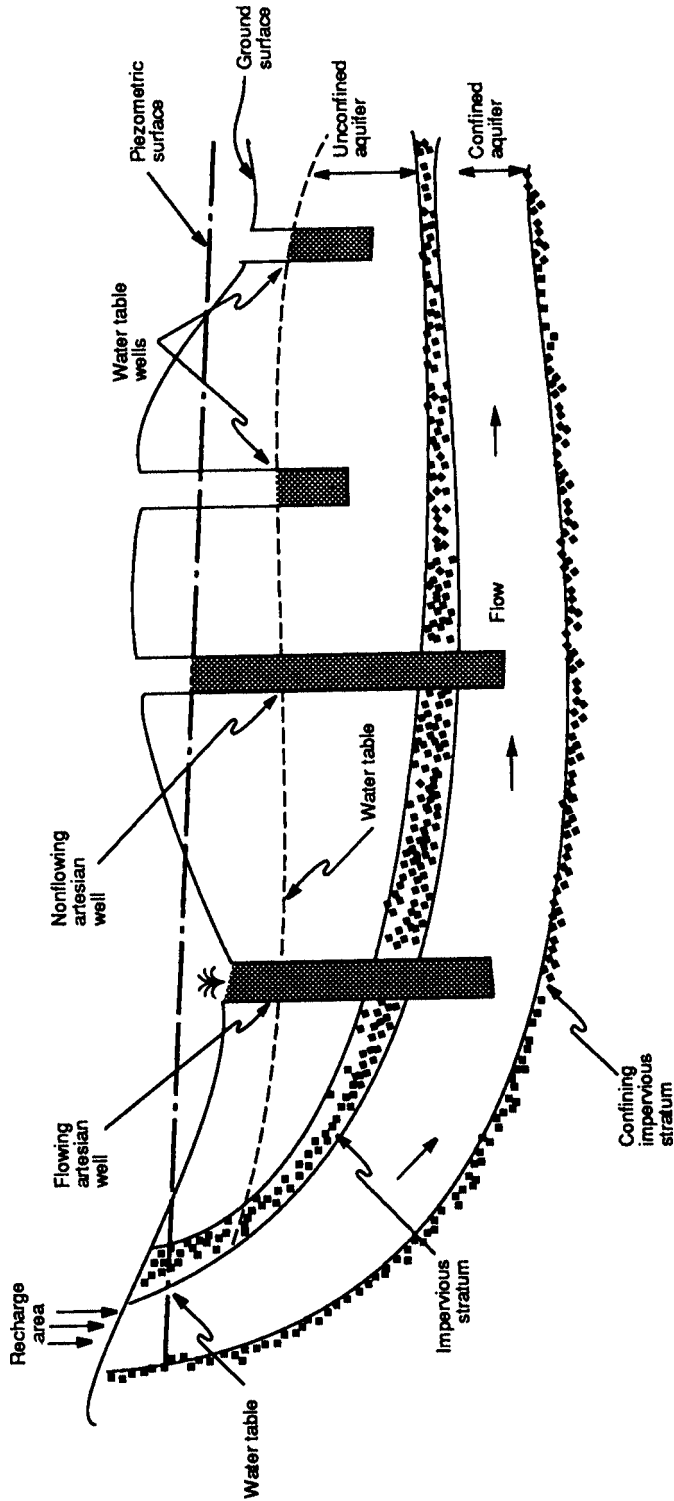 Recharge
area
Flowing
artesian
well
Nonflowing
artesian
well
Water table
wells
Piezometric
surface
Ground
surface
Water table
Water table
Unconfined
aquifer
Impervious
stratum
Flow
Confined
aquifer
Confining
impervious
stratum